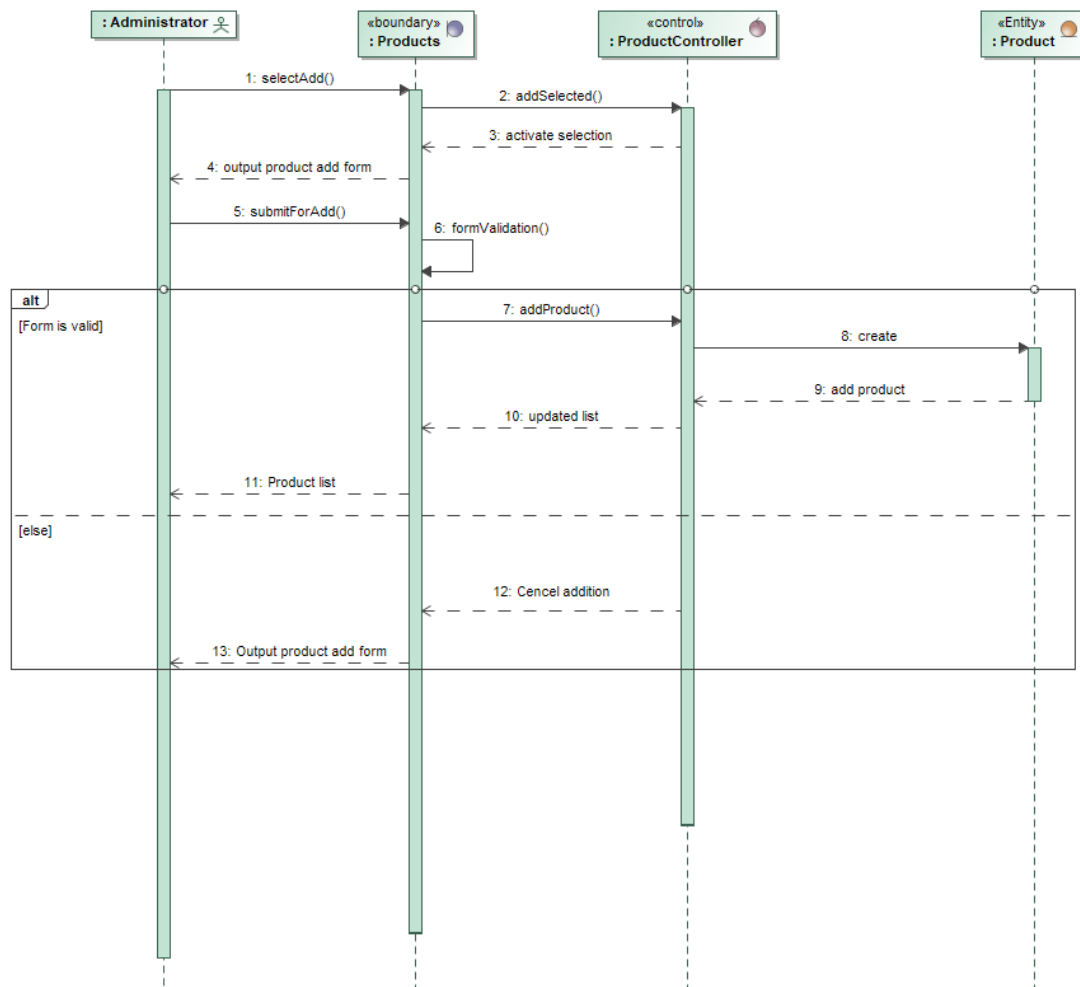 : Administrator
«boundary»
: Products
«control»
: ProductController
«Entity»
: Product
1: selectAdd()
2: addSelected()
3: activate selection
4: output product add form
5: submitForAdd()
6: formValidation()
alt
[Form is valid]
7: addProduct()
8: create
9: add product
10: updated list
11: Product list
[else]
12: Cencel addition
13: Output product add form